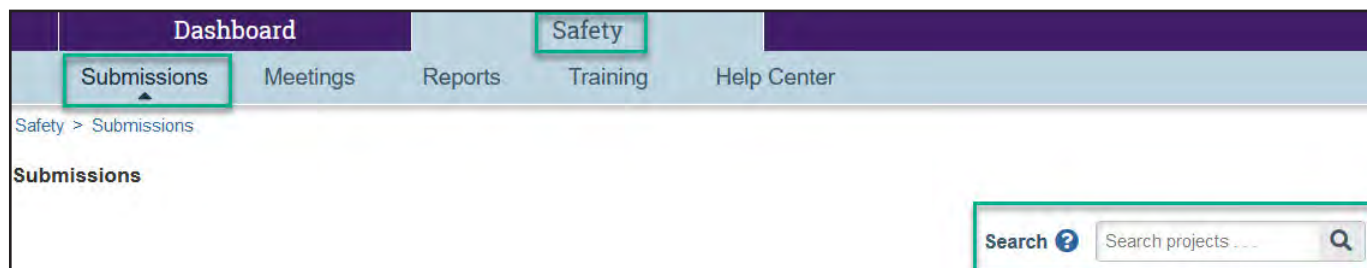 Dashboard Safety
Submissions Meetings Reports Training Help Center
Safety > Submissions
Submissions
Search ? Search projects . . .